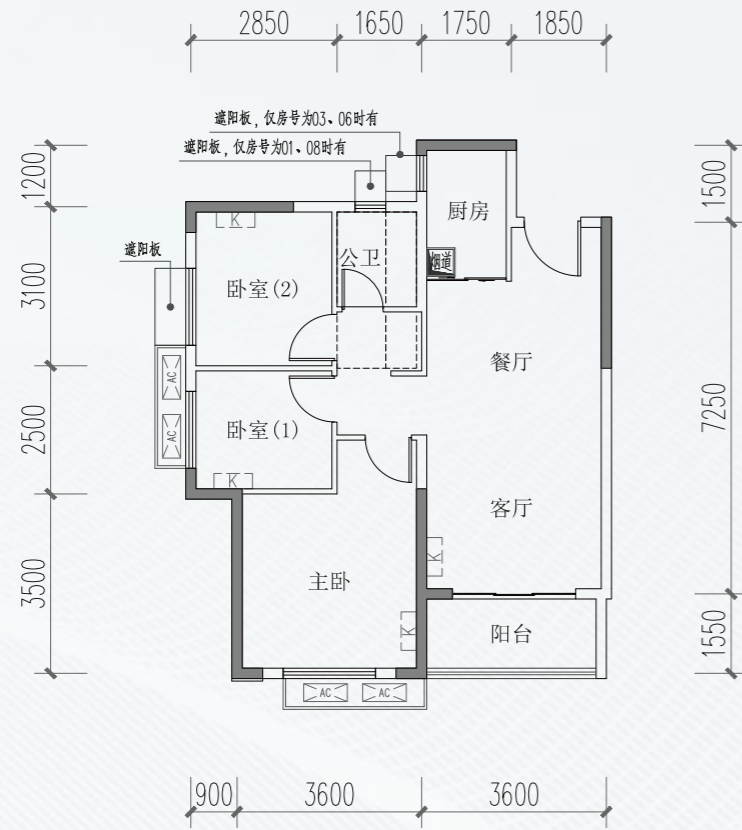 2850 1650 1750 1850
遮阳板，仅房号为03、06时有
遮阳板，仅房号为01、08时有
1200
1500
厨房
遮阳板
公卫
烟道
K
3100
卧室(2)
餐厅
AC
7250
AC
2500
卧室(1)
K
客厅
K
3500
主卧
K
阳台
1550
AC AC
900 3600 3600